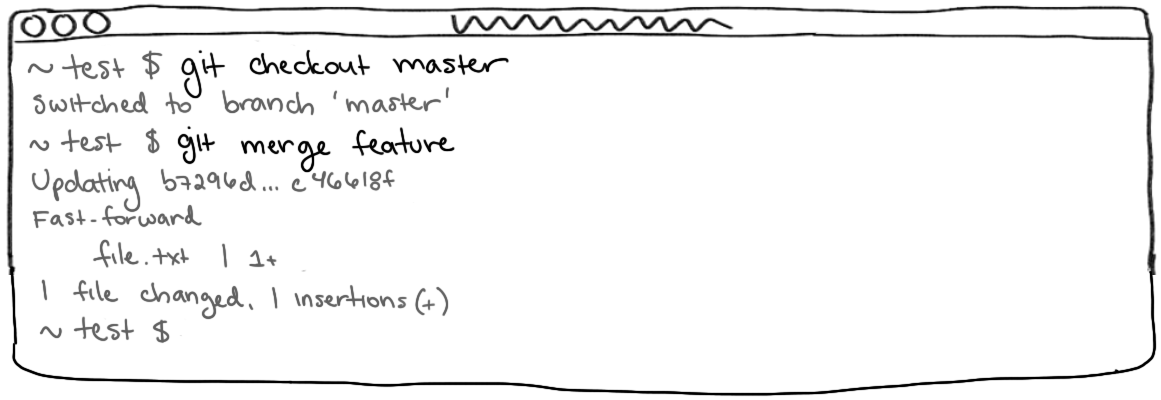 ~ test $ git checkout master
Switched to branch 'master'
~ test $ git merge feature
Updating b7296d... c46618f
Fast-forward
file.txt | 1+
1 file changed, 1 insertions (+)
~ test $